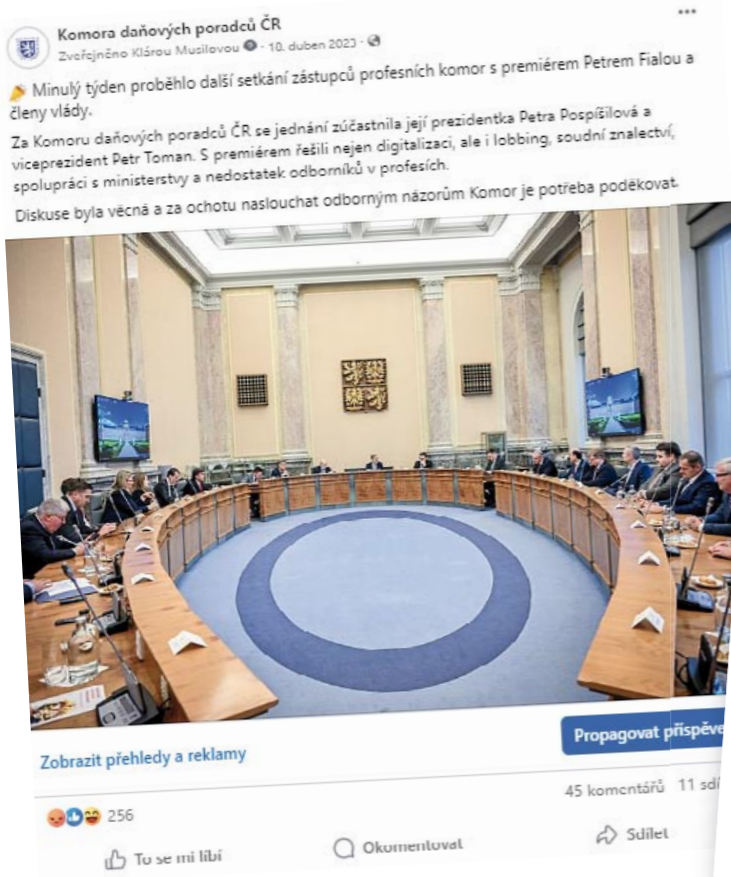 Komora daňových poradců ČR
Zveřejněno Klárou Musilovou · 10. duben 2023 ·
Minulý týden proběhlo další setkání zástupců profesních komor s premiérem Petrem Fialou a
členy vlády.
Za Komoru daňových poradců ČR se jednání zúčastnila její prezidentka Petra Pospíšilová a
viceprezident Petr Toman. S premiérem řešili nejen digitalizaci, ale i lobbing, soudní znalectví,
spolupráci s ministerstvy a nedostatek odborníků v profesích.
Diskuse byla věcná a za ochotu naslouchat odborným názorům Komor je potřeba poděkovat.
Zobrazit přehledy a reklamy
Propagovat příspěve
256
45 komentářů 11 sdí
To se mi líbí
Okomentovat
Sdílet